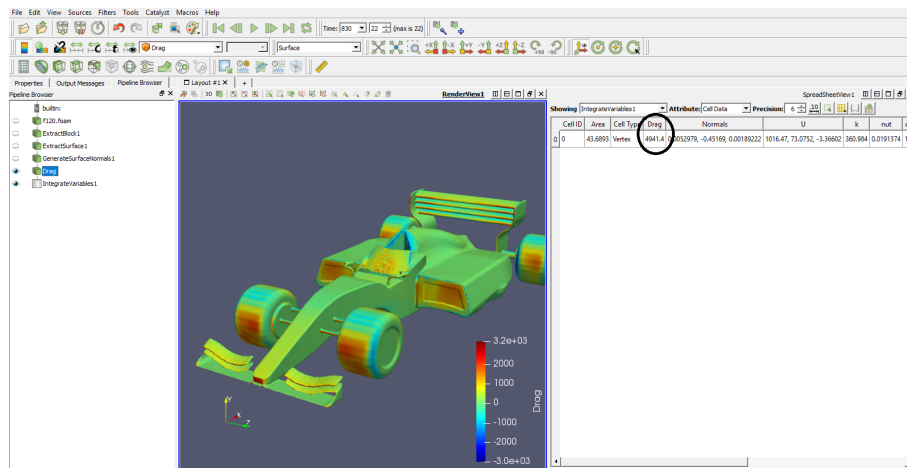 File Edit View Sources Filters Tools Catalyst Macros Help
Time: 830 22 (max is 22)
Drag Surface
+X -X +Y -Y +Z -Z +90 -90
Properties Output Messages Pipeline Browser Layout #1 X +
Pipeline Browser 3D RenderView1 SpreadSheetView1
builtin:
f120.foam
ExtractBlock1
ExtractSurface1
GenerateSurfaceNormals1
Drag
IntegrateVariables1
Showing IntegrateVariables1 Attribute: Cell Data Precision: 6
Cell ID Area Cell Type Drag Normals U k nut
0 0 43.6893 Vertex 4941.4 0.0052979, -0.45169, 0.00189222 1016.47, 73.0752, -3.36602 360.984 0.0191374
3.2e+03
2000
1000
0
-1000
-2000
-3.0e+03
Drag
Y
X
Z